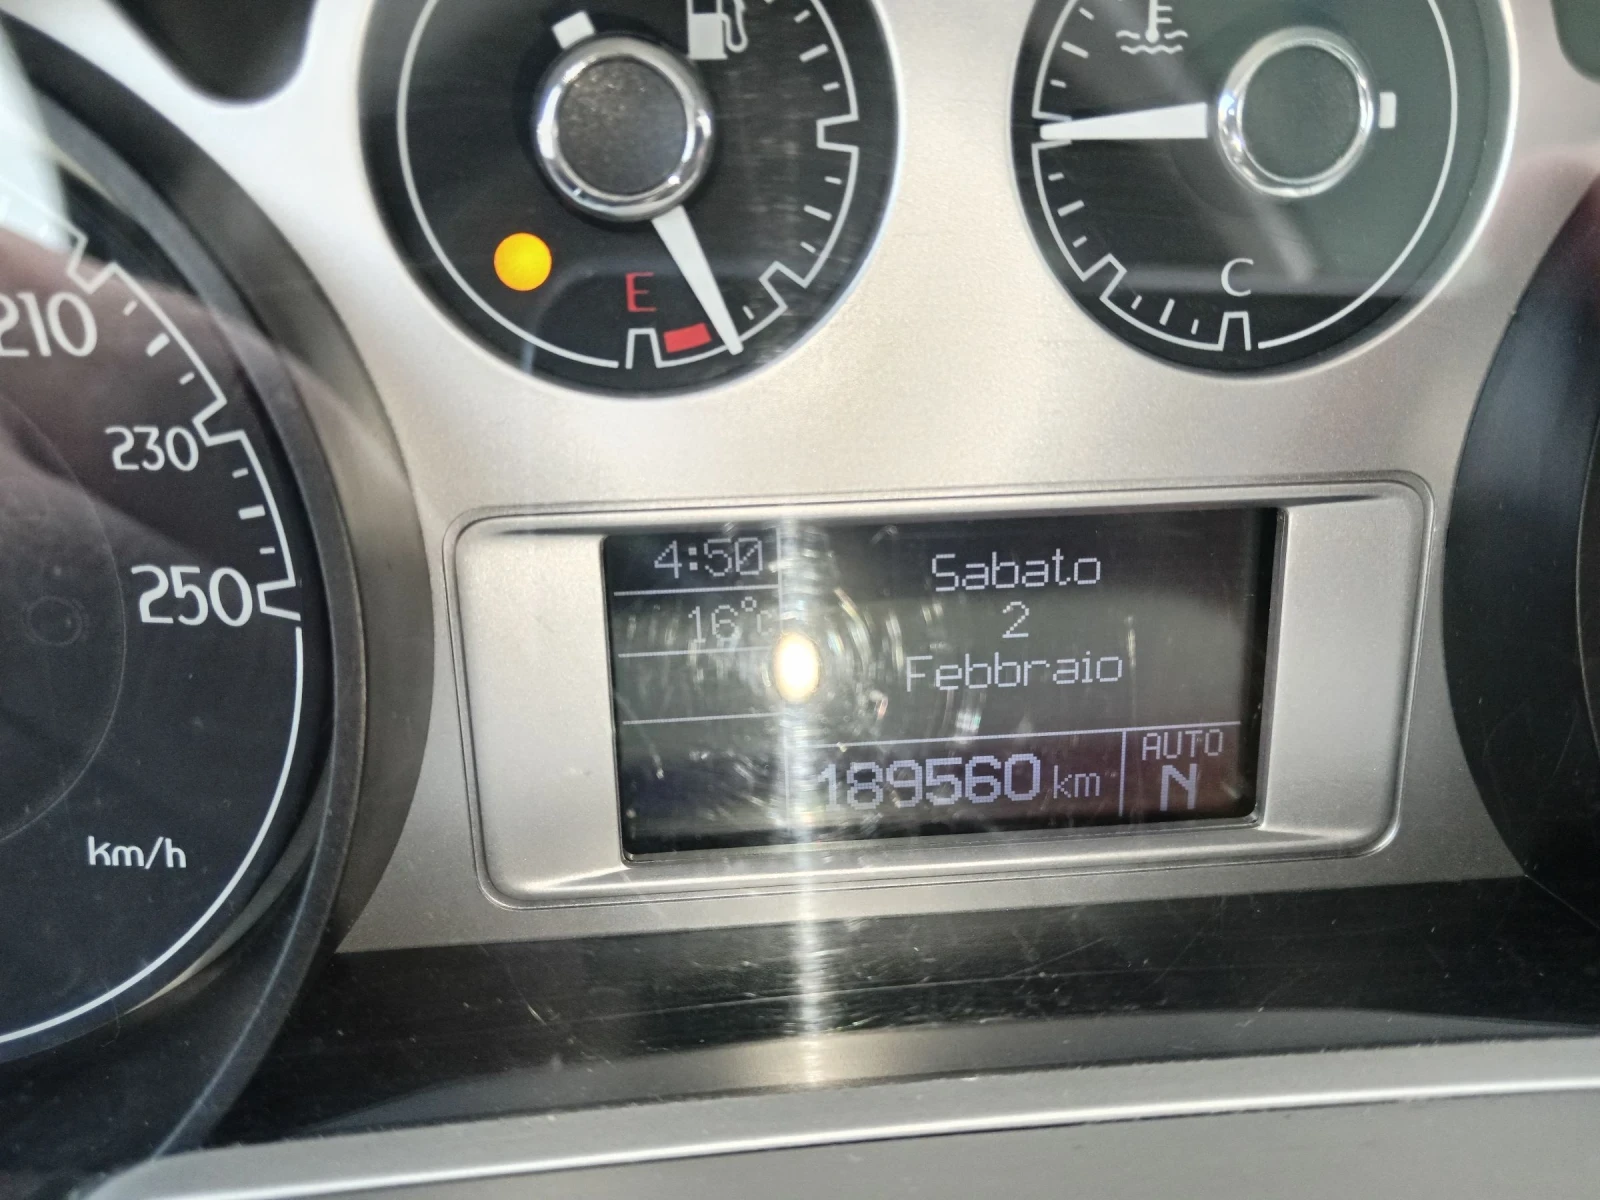 E
C
210
230
250
km/h
4:50
16°C
Sabato
2
Febbraio
189560 km
AUTO
N